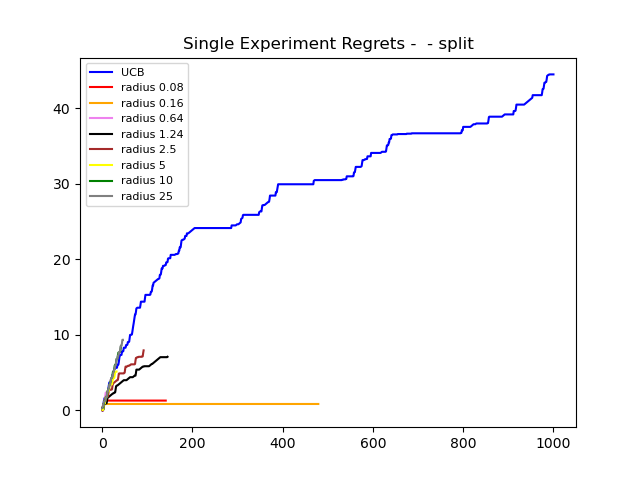 Single Experiment Regrets -  - split
UCB
radius 0.08
radius 0.16
radius 0.64
radius 1.24
radius 2.5
radius 5
radius 10
radius 25
40
30
20
10
0
0 200 400 600 800 1000